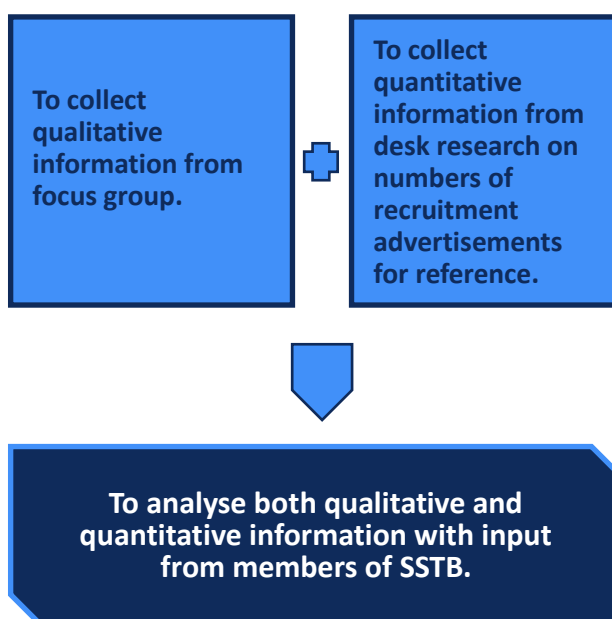 To collect
qualitative
information from
focus group.
To collect
quantitative
information from
desk research on
numbers of
recruitment
advertisements
for reference.
To analyse both qualitative and
quantitative information with input
from members of SSTB.